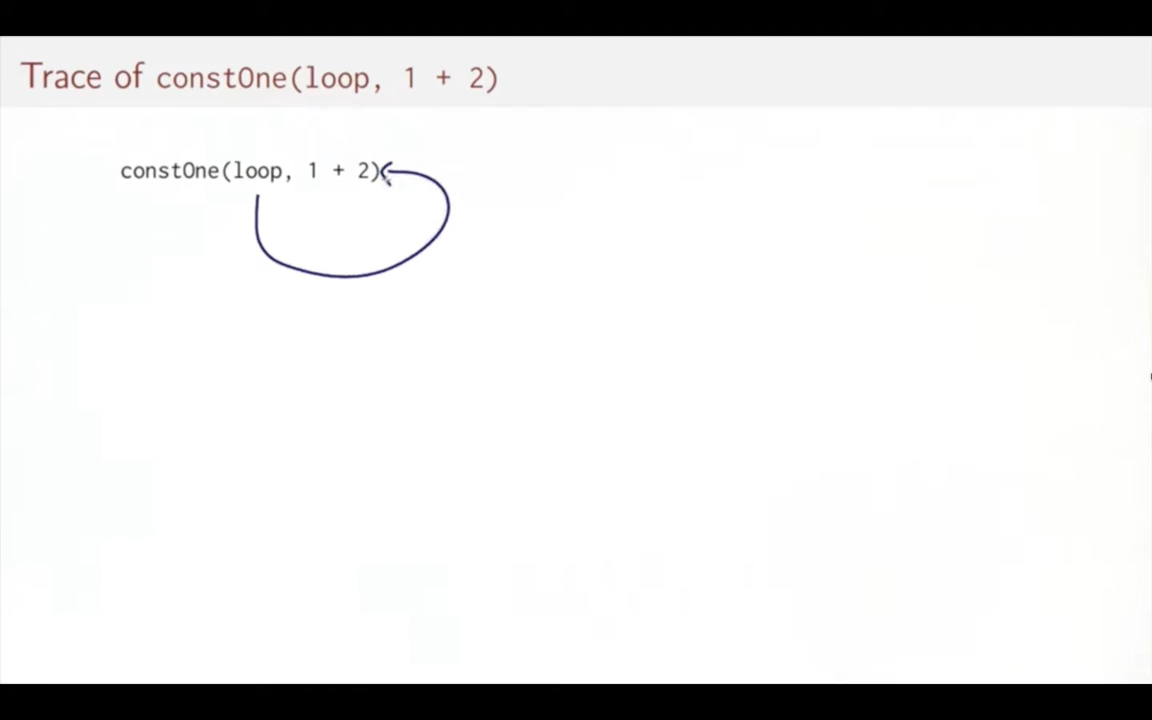 Trace of constOne(loop, 1 + 2)
constOne(loop, 1 + 2)